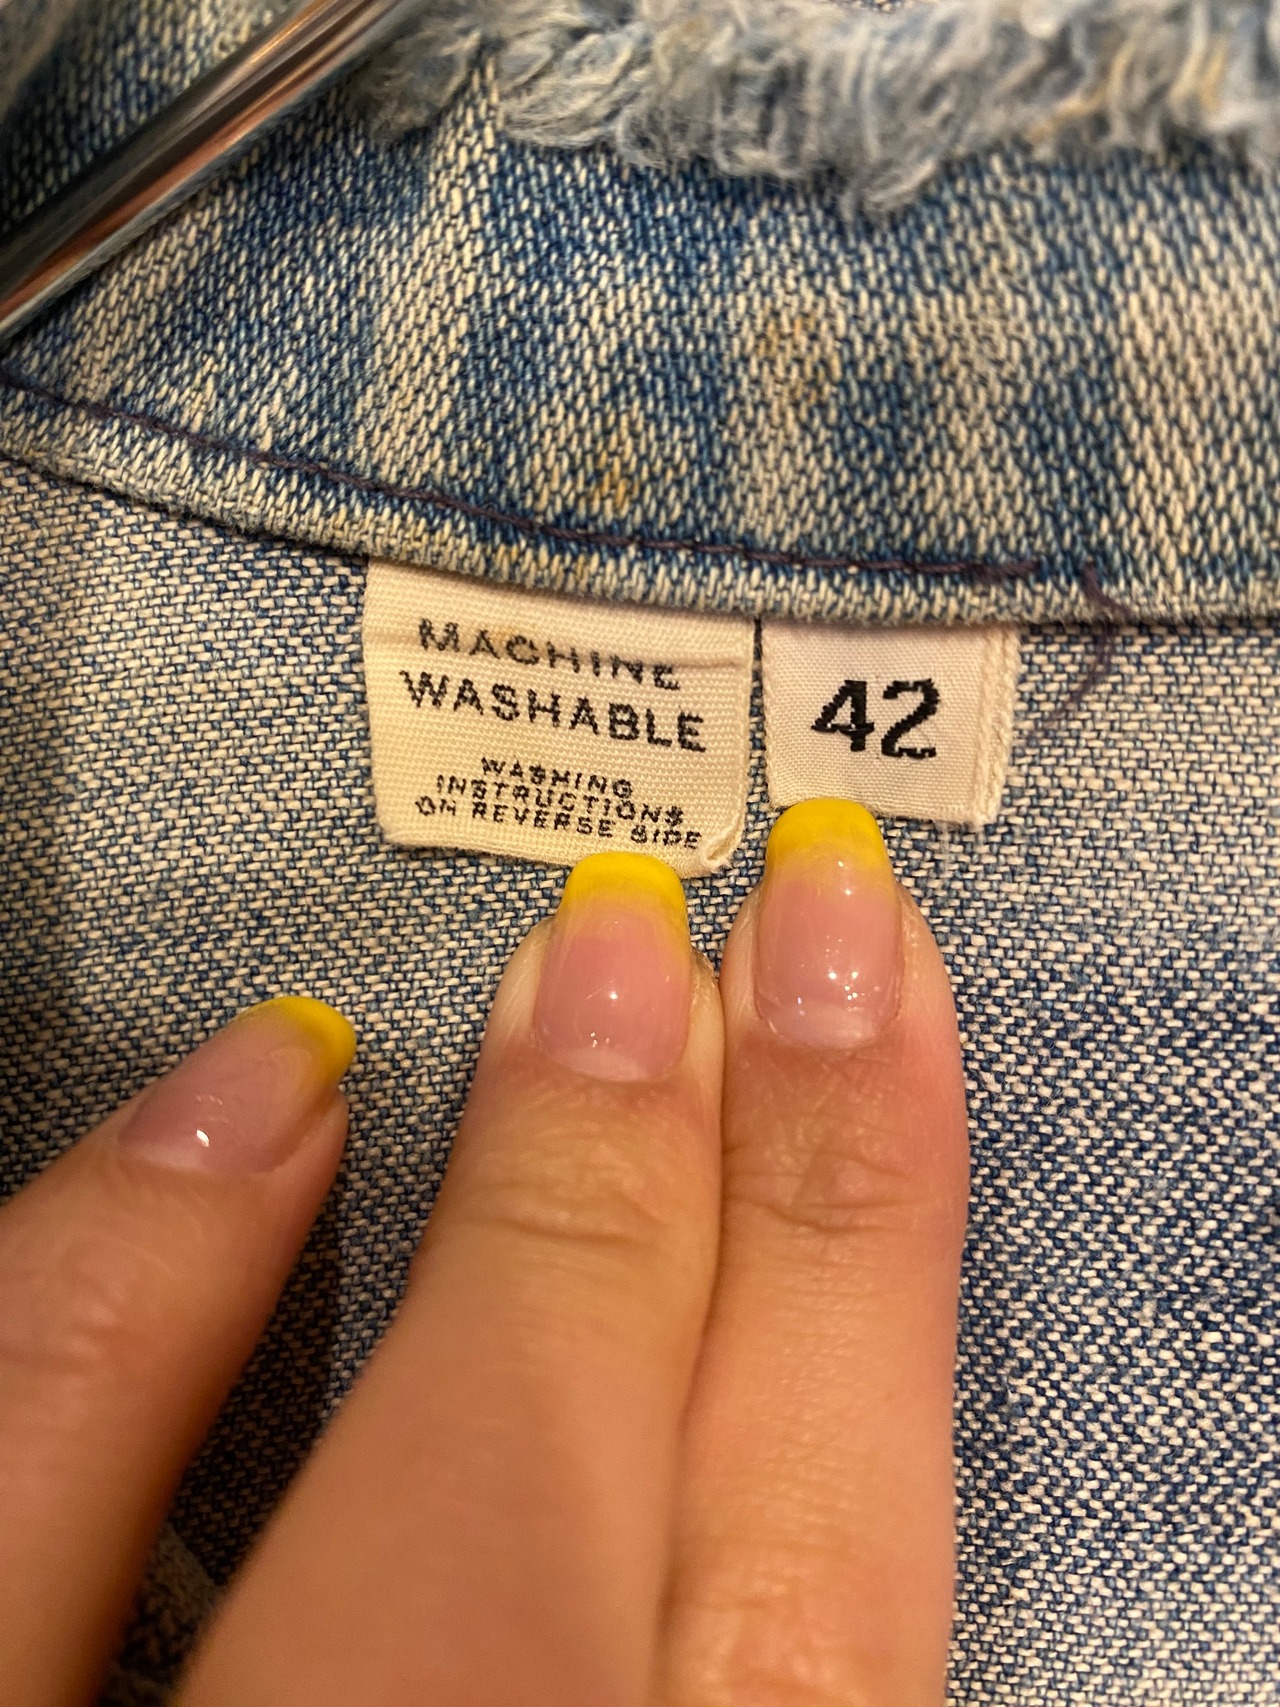 MACHINE
WASHABLE
WASHING
INSTRUCTIONS
ON REVERSE SIDE
42